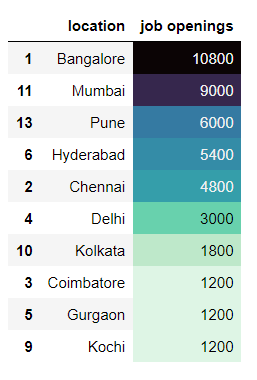 location job openings
1 Bangalore 10800
11 Mumbai 9000
13 Pune 6000
6 Hyderabad 5400
2 Chennai 4800
4 Delhi 3000
10 Kolkata 1800
3 Coimbatore 1200
5 Gurgaon 1200
9 Kochi 1200